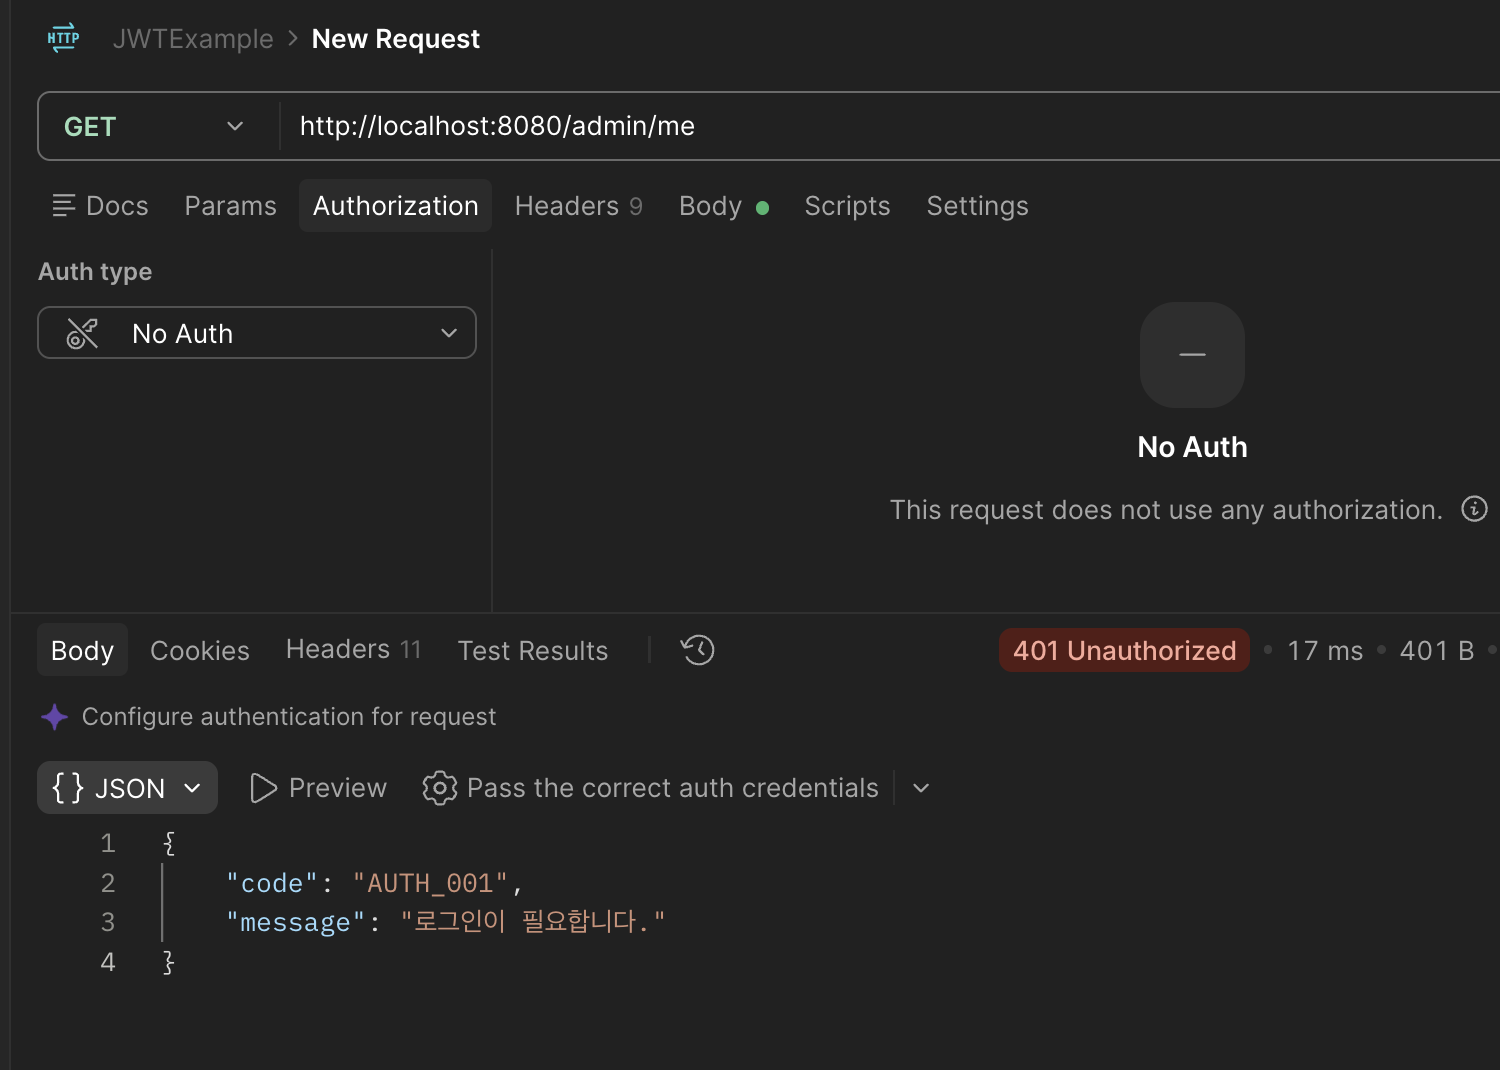 HTTP JWTExample > New Request
GET http://localhost:8080/admin/me
Docs Params Authorization Headers 9 Body Scripts Settings
Auth type
No Auth
No Auth
This request does not use any authorization.
Body Cookies Headers 11 Test Results 401 Unauthorized • 17 ms • 401 B •
Configure authentication for request
{} JSON Preview Pass the correct auth credentials
1 {
2 "code": "AUTH_001",
3 "message": "로그인이 필요합니다."
4 }